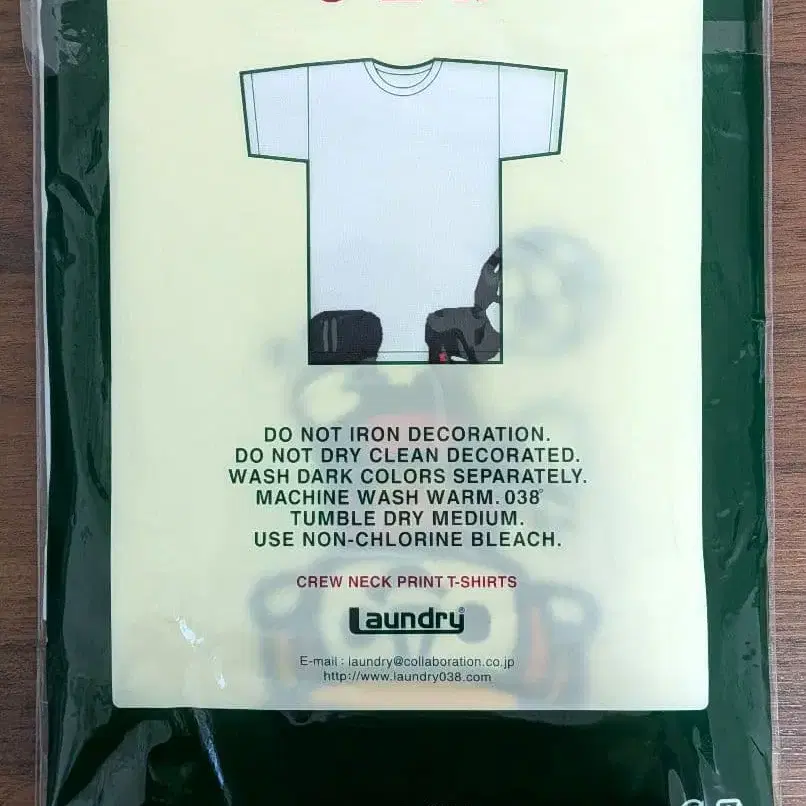 DO NOT IRON DECORATION.
DO NOT DRY CLEAN DECORATED.
WASH DARK COLORS SEPARATELY.
MACHINE WASH WARM. 038°
TUMBLE DRY MEDIUM.
USE NON-CHLORINE BLEACH.
CREW NECK PRINT T-SHIRTS
Laundry®
E-mail : laundry@collaboration.co.jp
http://www.laundry038.com